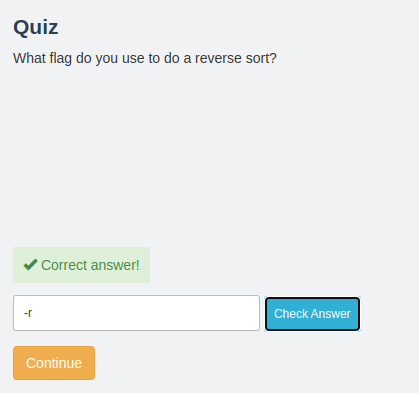 Quiz
What flag do you use to do a reverse sort?
Correct answer!
-r
Check Answer
Continue